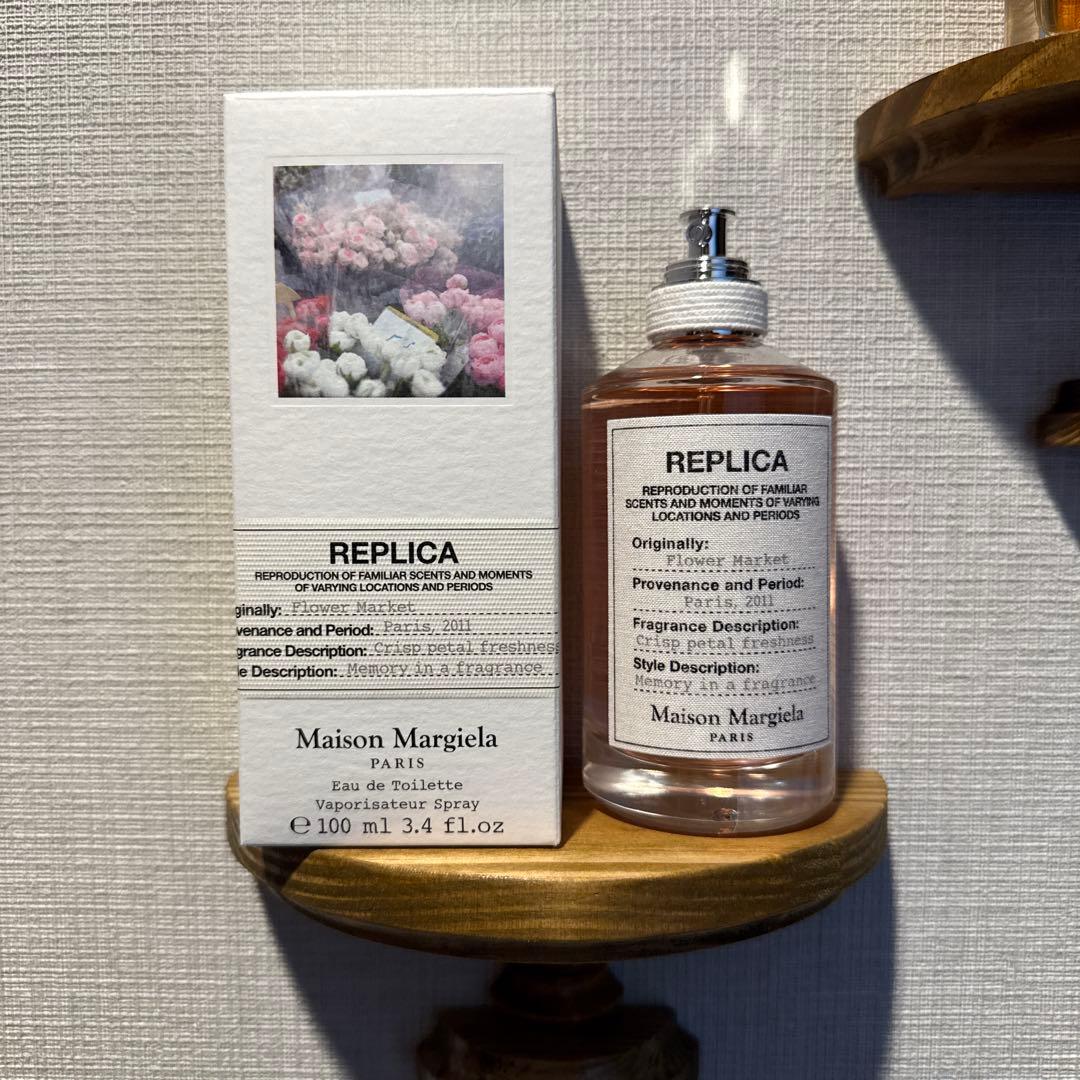 REPLICA
REPRODUCTION OF FAMILIAR SCENTS AND MOMENTS
OF VARYING LOCATIONS AND PERIODS
ginally: Flower Market
venance and Period: Paris, 2011
grance Description: Crisp petal freshness
e Description: Memory in a fragrance
Maison Margiela
PARIS
Eau de Toilette
Vaporisateur Spray
℮ 100 ml 3.4 fl.oz
REPLICA
REPRODUCTION OF FAMILIAR
SCENTS AND MOMENTS OF VARYING
LOCATIONS AND PERIODS
Originally:
Flower Market
Provenance and Period:
Paris, 2011
Fragrance Description:
Crisp petal freshness
Style Description:
Memory in a fragrance
Maison Margiela
PARIS